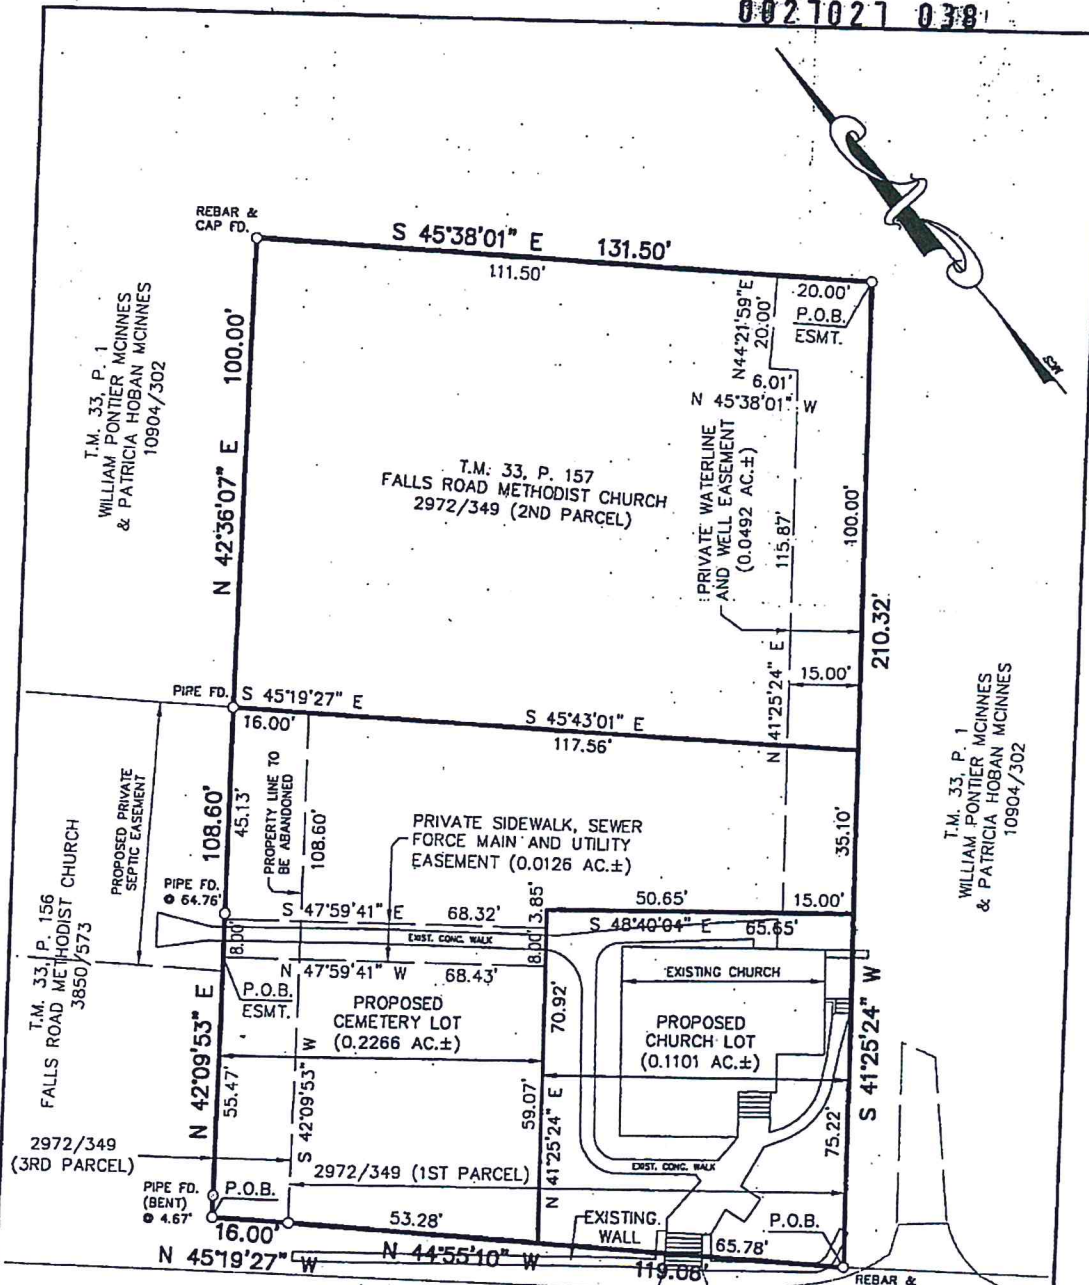 0027027 038
MCS
REBAR &
CAP FD.
S 45°38'01" E 131.50'
111.50'
20.00'
P.O.B.
ESMT.
N44°21'59"E
20.00'
6.01'
N 45°38'01" W
T.M. 33, P. 1
WILLIAM PONTIER MCINNES
& PATRICIA HOBAN MCINNES
10904/302
N 42°36'07" E 100.00'
T.M. 33, P. 157
FALLS ROAD METHODIST CHURCH
2972/349 (2ND PARCEL)
PRIVATE WATERLINE
AND WELL EASEMENT
(0.0492 AC.±)
115.87'
100.00'
210.32'
N 41°25'24" E
15.00'
PIPE FD.
S 45°19'27" E
16.00'
S 45°43'01" E
117.56'
T.M. 33, P. 1
WILLIAM PONTIER MCINNES
& PATRICIA HOBAN MCINNES
10904/302
PROPOSED PRIVATE
SEPTIC EASEMENT
108.60'
45.13'
PROPERTY LINE TO
BE ABANDONED
108.60'
PRIVATE SIDEWALK, SEWER
FORCE MAIN AND UTILITY
EASEMENT (0.0126 AC.±)
35.10'
PIPE FD.
@ 64.76'
S 47°59'41" E 68.32'
3.85'
50.65'
15.00'
8.00'
EXIST. CONC. WALK
8.00'
S 48°40'04" E 65.65'
N 47°59'41" W 68.43'
EXISTING CHURCH
T.M. 33, P. 156
FALLS ROAD METHODIST CHURCH
3850/573
P.O.B.
ESMT.
PROPOSED
CEMETERY LOT
(0.2266 AC.±)
70.92'
PROPOSED
CHURCH LOT
(0.1101 AC.±)
S 41°25'24" W
N 42°09'53" E
55.47'
S 42°09'53" W
59.07'
N 41°25'24" E
75.22'
2972/349
(3RD PARCEL)
2972/349 (1ST PARCEL)
EXIST. CONC. WALK
PIPE FD.
(BENT)
@ 4.67'
P.O.B.
16.00'
53.28'
EXISTING
WALL
65.78'
P.O.B.
N 45°19'27" W
N 44°55'10" W
119.06'
REBAR &